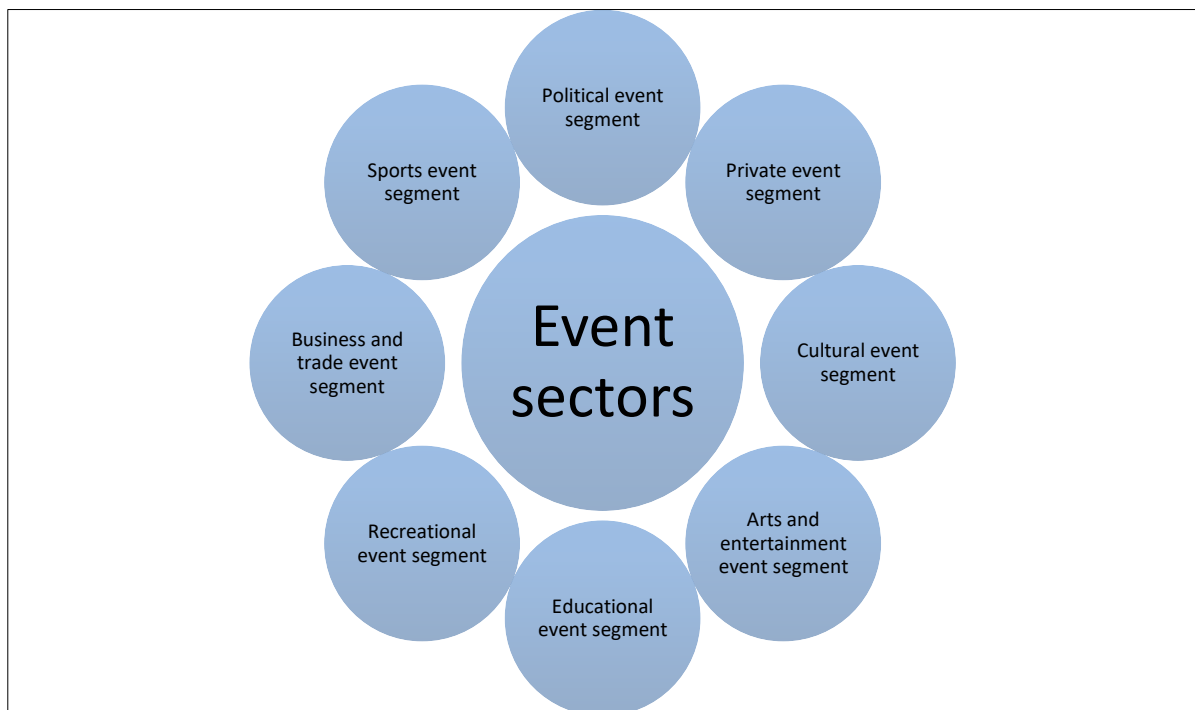 Political event
segment
Private event
segment
Cultural event
segment
Arts and
entertainment
event segment
Educational
event segment
Recreational
event segment
Business and
trade event
segment
Sports event
segment
Event
sectors